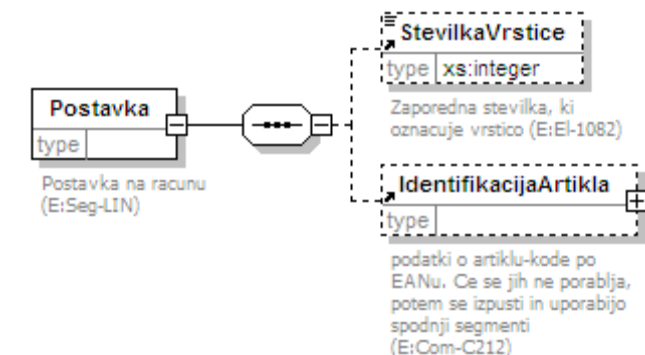 StevilkaVrstice
type xs:integer
Zaporedna stevilka, ki
oznacuje vrstico (E:El-1082)
Postavka
type
Postavka na racunu
(E:Seg-LIN)
IdentifikacijaArtikla
type
podatki o artiklu-kode po
EANu. Ce se jih ne porablja,
potem se izpusti in uporabijo
spodnji segmenti
(E:Com-C212)